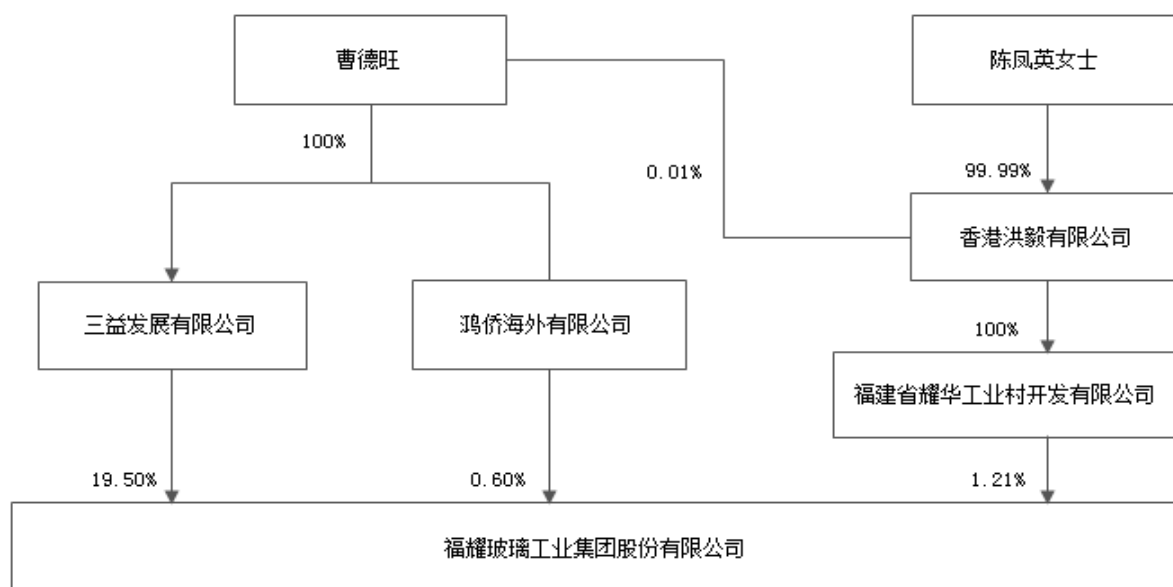 曹德旺
陈凤英女士
100%
0.01%
99.99%
香港洪毅有限公司
三益发展有限公司
鸿侨海外有限公司
100%
福建省耀华工业村开发有限公司
19.50%
0.60%
1.21%
福耀玻璃工业集团股份有限公司